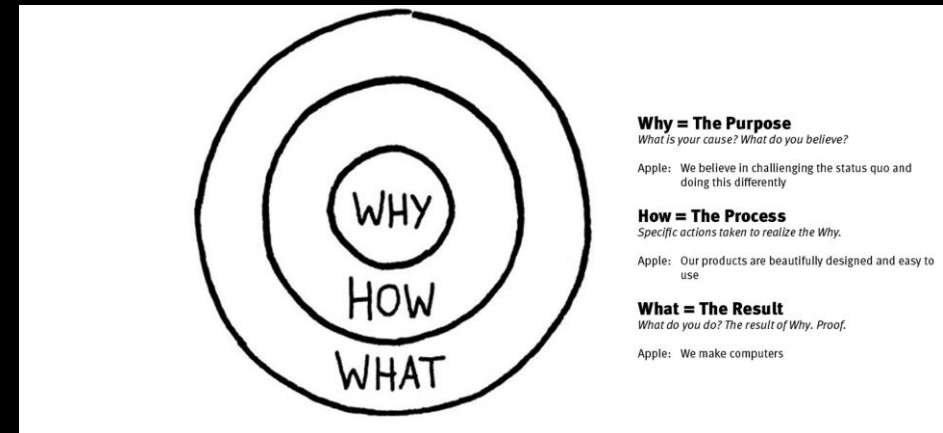 WHY
HOW
WHAT
Why = The Purpose
What is your cause? What do you believe?
Apple: We believe in challienging the status quo and
doing this differently
How = The Process
Specific actions taken to realize the Why.
Apple: Our products are beautifully designed and easy to
use
What = The Result
What do you do? The result of Why. Proof.
Apple: We make computers